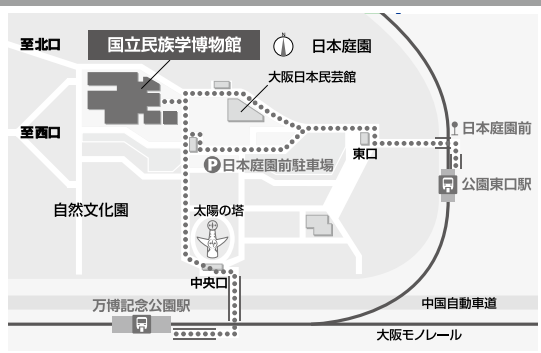 至北口
国立民族学博物館
日本庭園
大阪日本民芸館
至西口
日本庭園前
東口
P日本庭園前駐車場
公園東口駅
自然文化園
太陽の塔
中央口
万博記念公園駅
中国自動車道
大阪モノレール